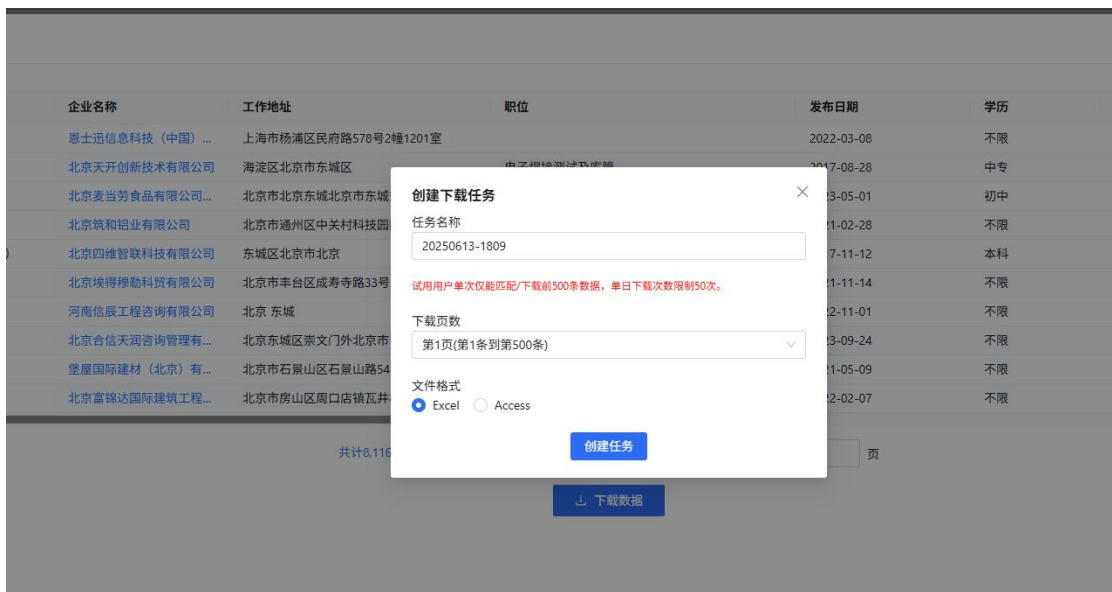 企业名称 工作地址 职位 发布日期 学历
恩士迅信息科技（中国）... 上海市杨浦区民府路578号2幢1201室 2022-03-08 不限
北京天开创新技术有限公司 海淀区北京市东城区 中专
北京麦当劳食品有限公司... 北京市北京东城北京市东城 初中
北京筑和铝业有限公司 北京市通州区中关村科技园 不限
北京四维智联科技有限公司 东城区北京市北京 本科
北京埃得穆勒科贸有限公司 北京市丰台区成寿寺路33号 不限
河南信辰工程咨询有限公司 北京 东城 不限
北京合信天润咨询管理有... 北京东城区崇文门外北京市 不限
堡屋国际建材（北京）有... 北京市石景山区石景山路54 不限
北京富锦达国际建筑工程... 北京市房山区周口店镇瓦井 不限
创建下载任务
任务名称
20250613-1809
试用用户单次仅能匹配/下载前500条数据，单日下载次数限制50次。
下载页数
第1页(第1条到第500条)
文件格式
Excel Access
创建任务
共计8,116 页
下载数据